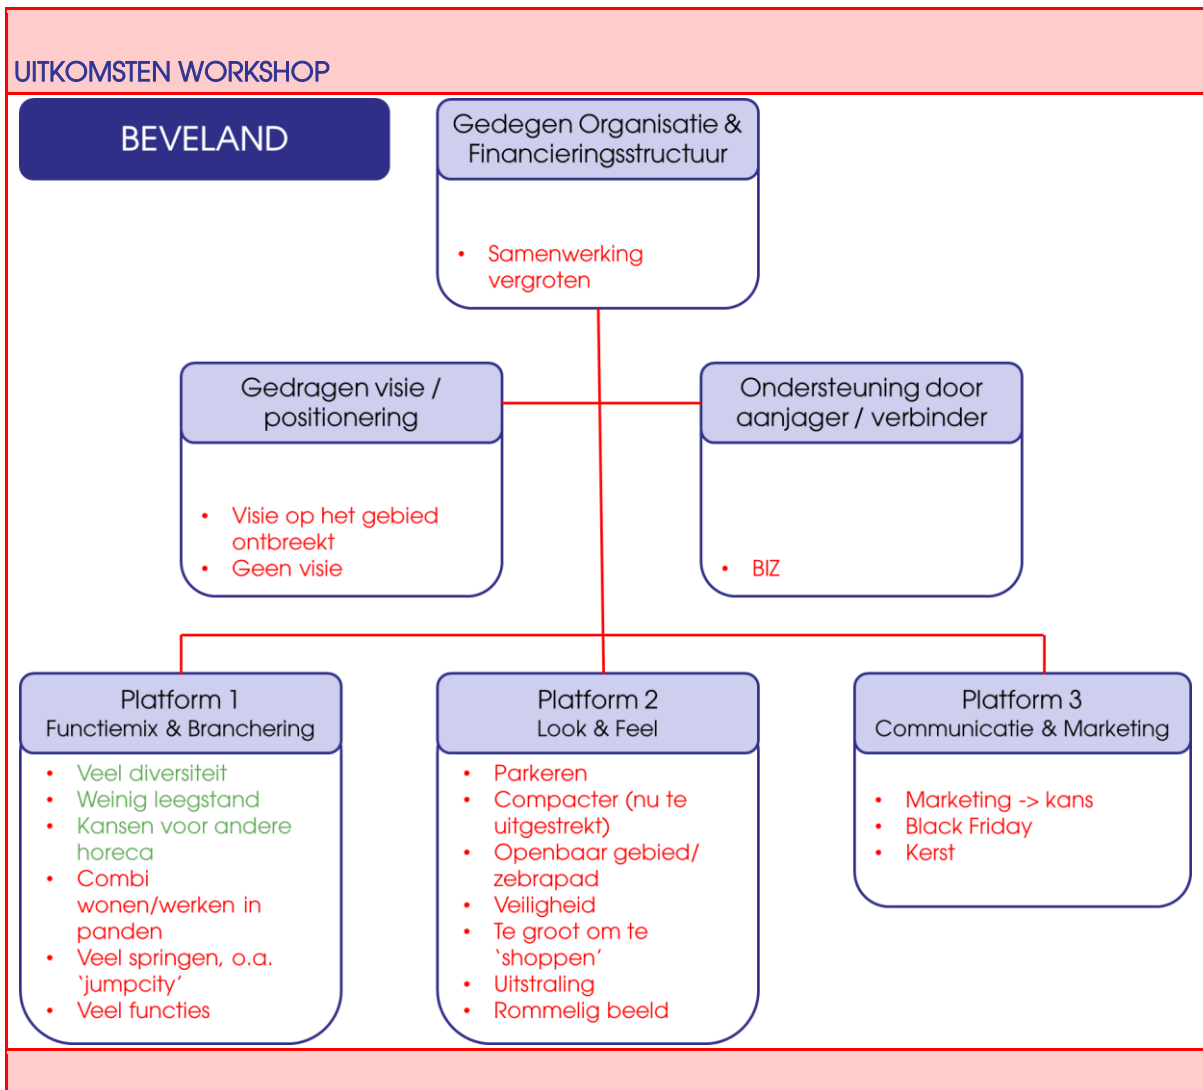 UITKOMSTEN WORKSHOP
BEVELAND
Gedegen Organisatie &
Financieringsstructuur
• Samenwerking
vergroten
Gedragen visie /
positionering
• Visie op het gebied
ontbreekt
• Geen visie
Ondersteuning door
aanjager / verbinder
• BIZ
Platform 1
Functiemix & Branchering
• Veel diversiteit
• Weinig leegstand
• Kansen voor andere
horeca
• Combi
wonen/werken in
panden
• Veel springen, o.a.
‘jumpcity’
• Veel functies
Platform 2
Look & Feel
• Parkeren
• Compacter (nu te
uitgestrekt)
• Openbaar gebied/
zebrapad
• Veiligheid
• Te groot om te
‘shoppen’
• Uitstraling
• Rommelig beeld
Platform 3
Communicatie & Marketing
• Marketing -> kans
• Black Friday
• Kerst